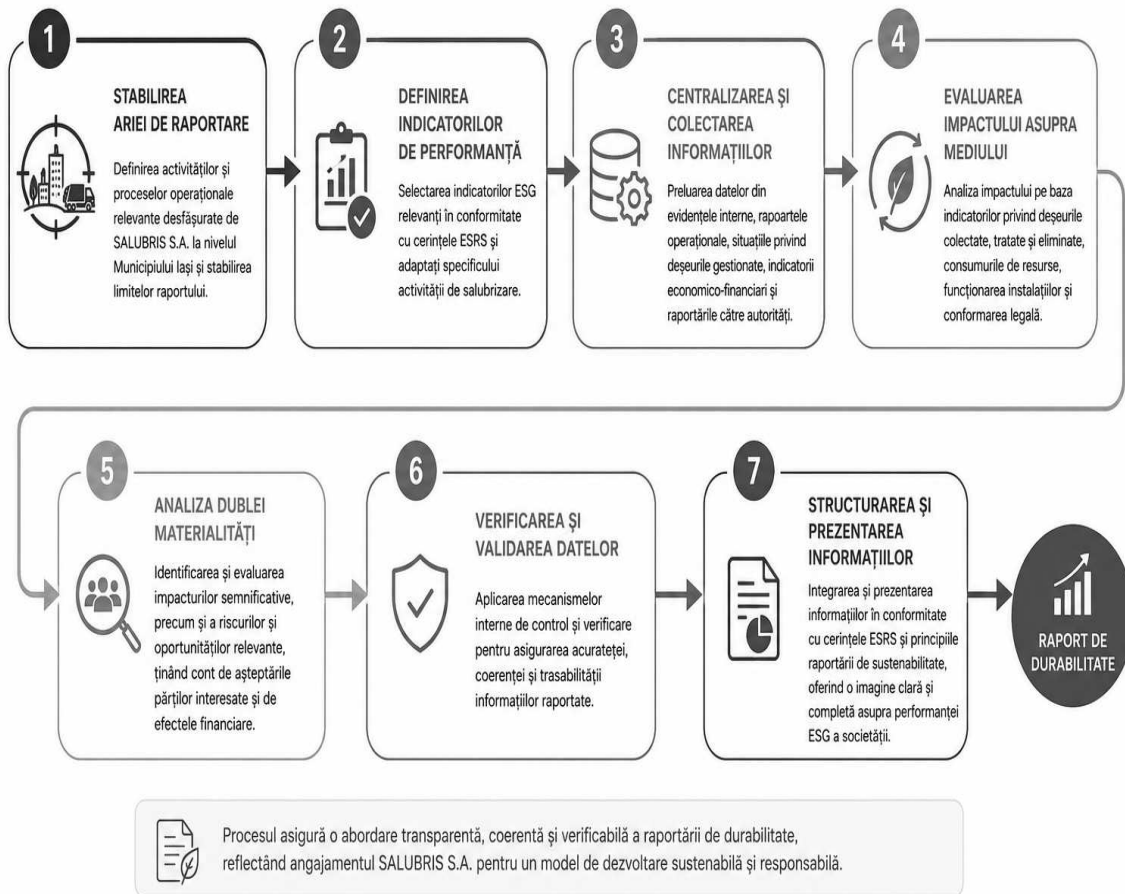 1
STABILIREA
ARIEI DE RAPORTARE
Definirea activităților și
proceselor operaționale
relevante desfășurate de
SALUBRIS S.A. la nivelul
Municipiului Iași și stabilirea
limitelor raportului.
2
DEFINIREA
INDICATORILOR
DE PERFORMANȚĂ
Selectarea indicatorilor ESG
relevanți în conformitate
cu cerințele ESRS și
adaptați specificului
activității de salubrizare.
3
CENTRALIZAREA ȘI
COLECTAREA
INFORMAȚIILOR
Preluarea datelor din
evidențele interne, rapoartele
operaționale, situațiile privind
deșeurile gestionate, indicatorii
economico-financiari și
raportările către autorități.
4
EVALUAREA
IMPACTULUI ASUPRA
MEDIULUI
Analiza impactului pe baza
indicatorilor privind deșeurile
colectate, tratate și eliminate,
consumurile de resurse,
funcționarea instalațiilor și
conformarea legală.
5
ANALIZA DUBLEI
MATERIALITĂȚI
Identificarea și evaluarea
impacturilor semnificative,
precum și a riscurilor și
oportunităților relevante,
ținând cont de așteptările
părților interesate și de
efectele financiare.
6
VERIFICAREA ȘI
VALIDAREA DATELOR
Aplicarea mecanismelor
interne de control și verificare
pentru asigurarea acurateței,
coerenței și trasabilității
informațiilor raportate.
7
STRUCTURAREA ȘI
PREZENTAREA
INFORMAȚIILOR
Integrarea și prezentarea
informațiilor în conformitate
cu cerințele ESRS și principiile
raportării de sustenabilitate,
oferind o imagine clară și
completă asupra performanței
ESG a societății.
RAPORT DE
DURABILITATE
Procesul asigură o abordare transparentă, coerentă și verificabilă a raportării de durabilitate,
reflectând angajamentul SALUBRIS S.A. pentru un model de dezvoltare sustenabilă și responsabilă.